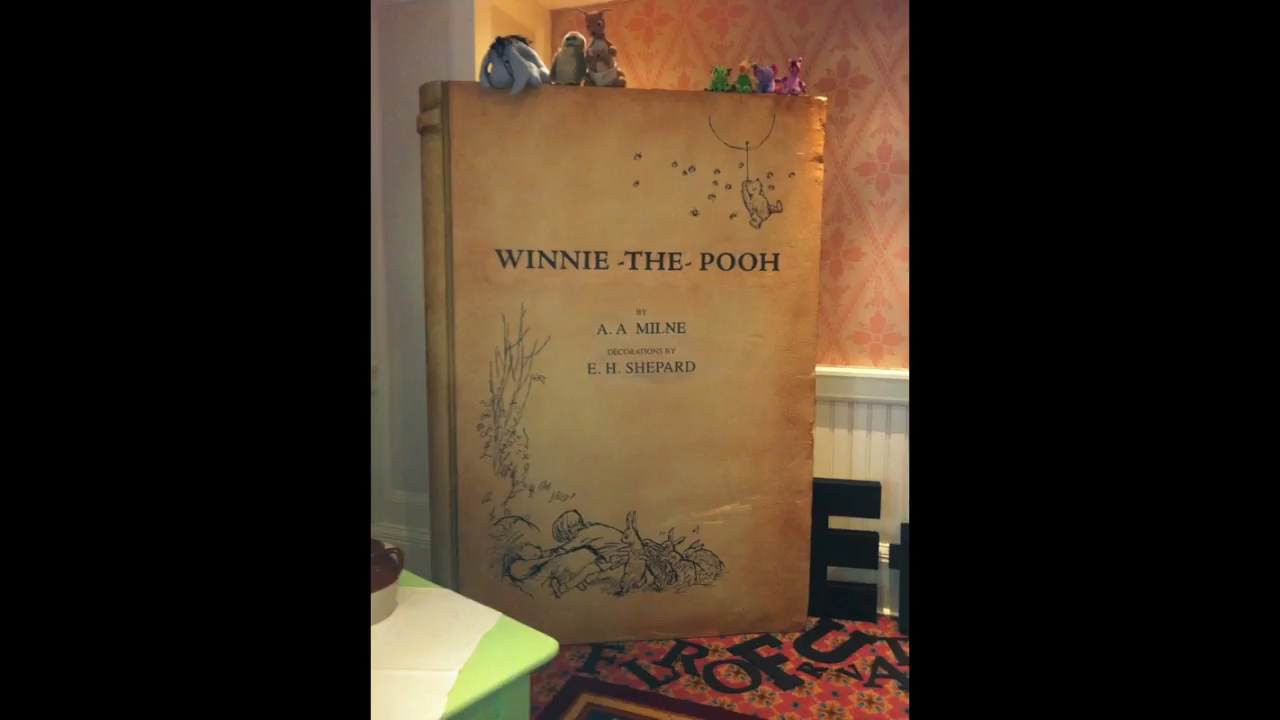 WINNIE -THE- POOH
BY
A. A MILNE
DECORATIONS BY
E. H. SHEPARD
E
F L R O F U R V A